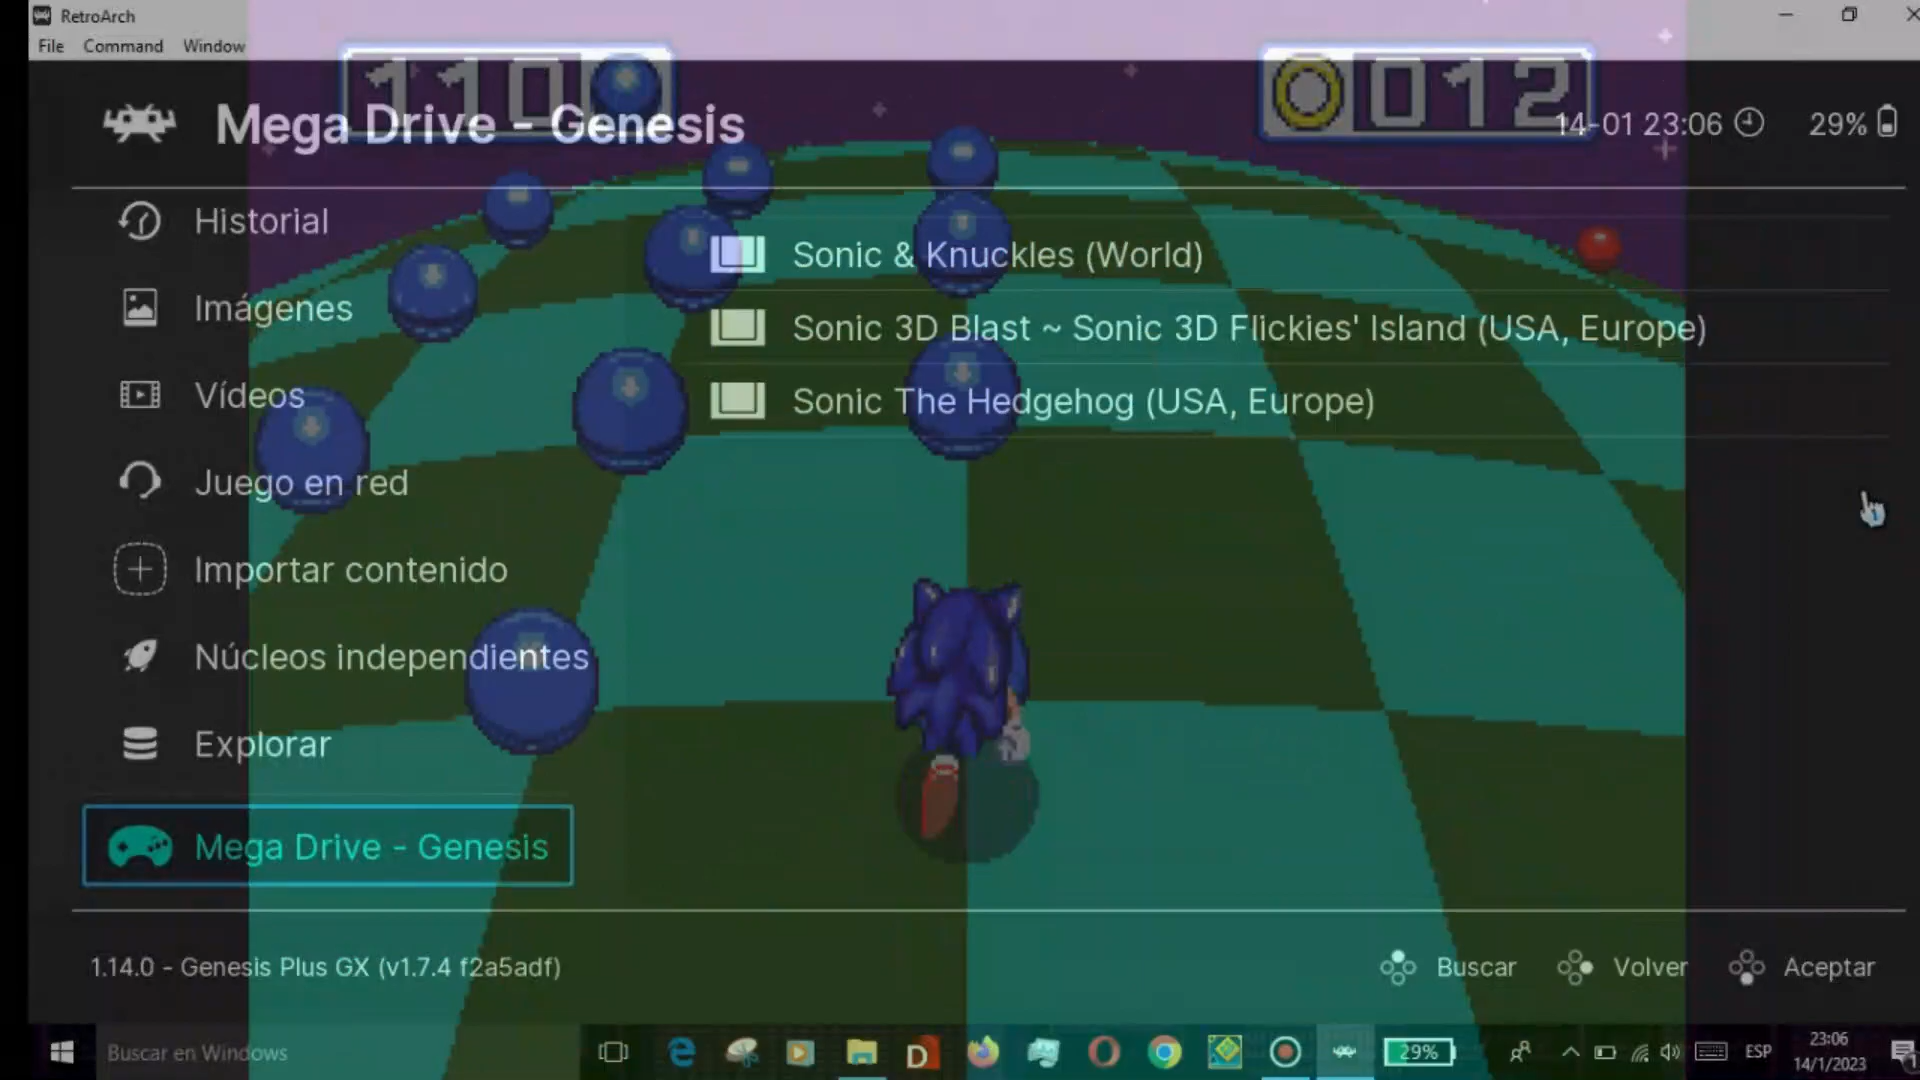 RetroArch
File Command Window
110
012
Mega Drive - Genesis
14-01 23:06
29%
Historial
Imágenes
Vídeos
Juego en red
Importar contenido
Núcleos independientes
Explorar
Mega Drive - Genesis
Sonic & Knuckles (World)
Sonic 3D Blast ~ Sonic 3D Flickies' Island (USA, Europe)
Sonic The Hedgehog (USA, Europe)
1.14.0 - Genesis Plus GX (v1.7.4 f2a5adf)
Buscar
Volver
Aceptar
Buscar en Windows
D
29%
ESP
23:06
14/1/2023
1